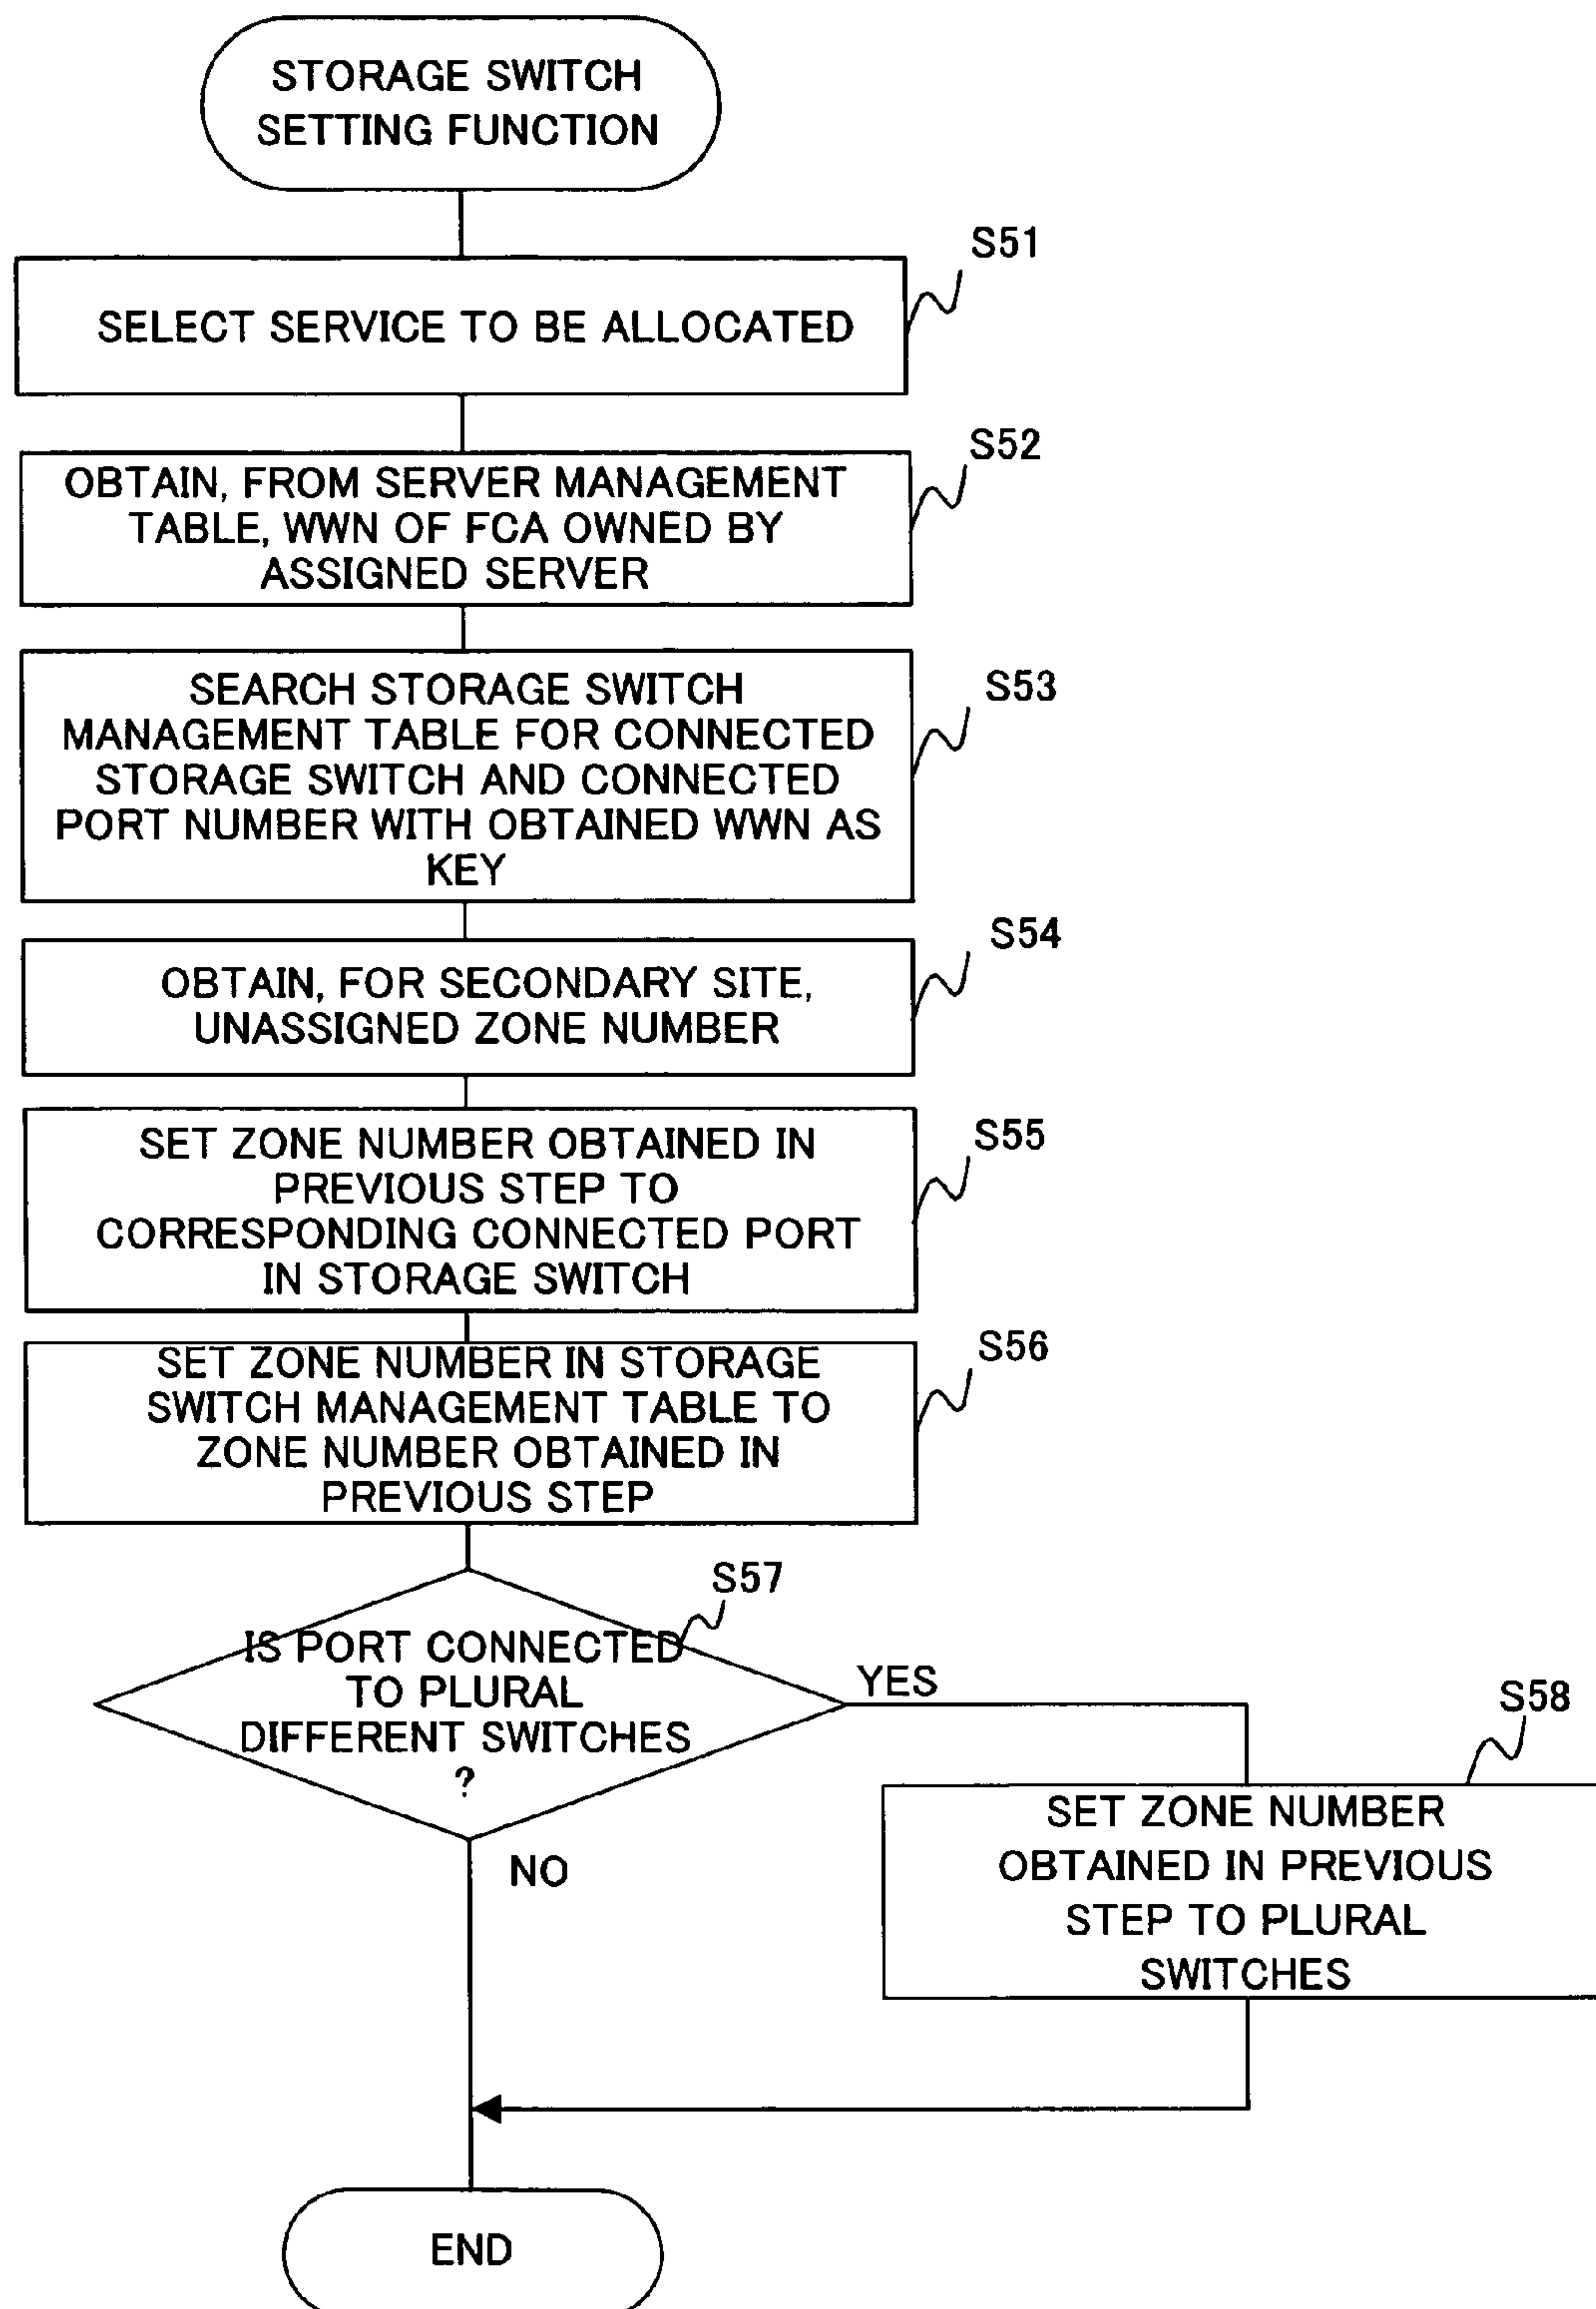 STORAGE SWITCH
SETTING FUNCTION
S51
SELECT SERVICE TO BE ALLOCATED
S52
OBTAIN, FROM SERVER MANAGEMENT
TABLE, WWN OF FCA OWNED BY
ASSIGNED SERVER
S53
SEARCH STORAGE SWITCH
MANAGEMENT TABLE FOR CONNECTED
STORAGE SWITCH AND CONNECTED
PORT NUMBER WITH OBTAINED WWN AS
KEY
S54
OBTAIN, FOR SECONDARY SITE,
UNASSIGNED ZONE NUMBER
S55
SET ZONE NUMBER OBTAINED IN
PREVIOUS STEP TO
CORRESPONDING CONNECTED PORT
IN STORAGE SWITCH
S56
SET ZONE NUMBER IN STORAGE
SWITCH MANAGEMENT TABLE TO
ZONE NUMBER OBTAINED IN
PREVIOUS STEP
S57
IS PORT CONNECTED
TO PLURAL
DIFFERENT SWITCHES
?
YES
NO
S58
SET ZONE NUMBER
OBTAINED IN PREVIOUS
STEP TO PLURAL
SWITCHES
END